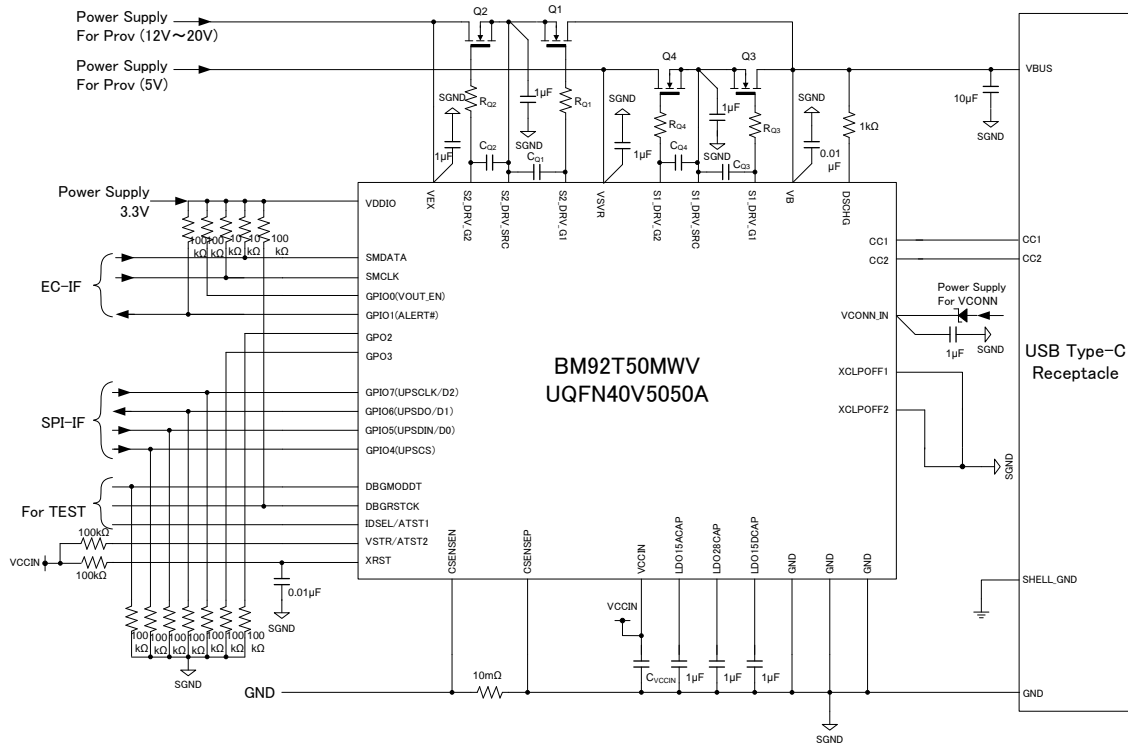 Power Supply
For Prov (12V～20V)
Power Supply
For Prov (5V)
Q2
Q1
Q4
Q3
VBUS
SGND
1μF
RQ2
1μF
SGND
RQ1
CQ2
CQ1
SGND
1μF
RQ4
1μF
SGND
RQ3
CQ4
CQ3
SGND
0.01
μF
1kΩ
10μF
SGND
Power Supply
3.3V
VEX
S2_DRV_G2
S2_DRV_SRC
S2_DRV_G1
VSVR
S1_DRV_G2
S1_DRV_SRC
S1_DRV_G1
VB
DSCHG
VDDIO
100
kΩ
100
kΩ
10
kΩ
10
kΩ
100
kΩ
EC-IF
SMDATA
SMCLK
GPIO0(VOUT_EN)
GPIO1(ALERT#)
GPO2
GPO3
SPI-IF
GPIO7(UPSCLK/D2)
GPIO6(UPSDO/D1)
GPIO5(UPSDIN/D0)
GPIO4(UPSCS)
For TEST
DBGMODDT
DBGRSTCK
IDSEL/ATST1
VSTR/ATST2
XRST
VCCIN
100kΩ
100kΩ
0.01μF
SGND
BM92T50MWV
UQFN40V5050A
CC1
CC2
CC1
CC2
VCONN_IN
Power Supply
For VCONN
1μF
SGND
XCLPOFF1
XCLPOFF2
SGND
USB Type-C
Receptacle
SHELL_GND
GND
CSENSEN
CSENSEP
VCCIN
LDO15ACAP
LDO28CAP
LDO15DCAP
GND
GND
GND
100
kΩ
100
kΩ
100
kΩ
100
kΩ
100
kΩ
100
kΩ
100
kΩ
SGND
GND
10mΩ
VCCIN
CVCCIN
1μF
1μF
1μF
SGND